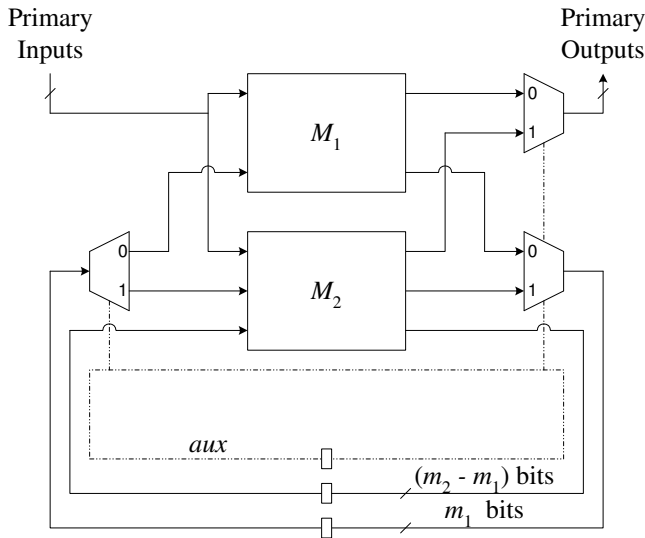 Primary
Inputs
Primary
Outputs
M1
0
1
0
1
M2
0
1
aux
(m2 - m1) bits
m1 bits